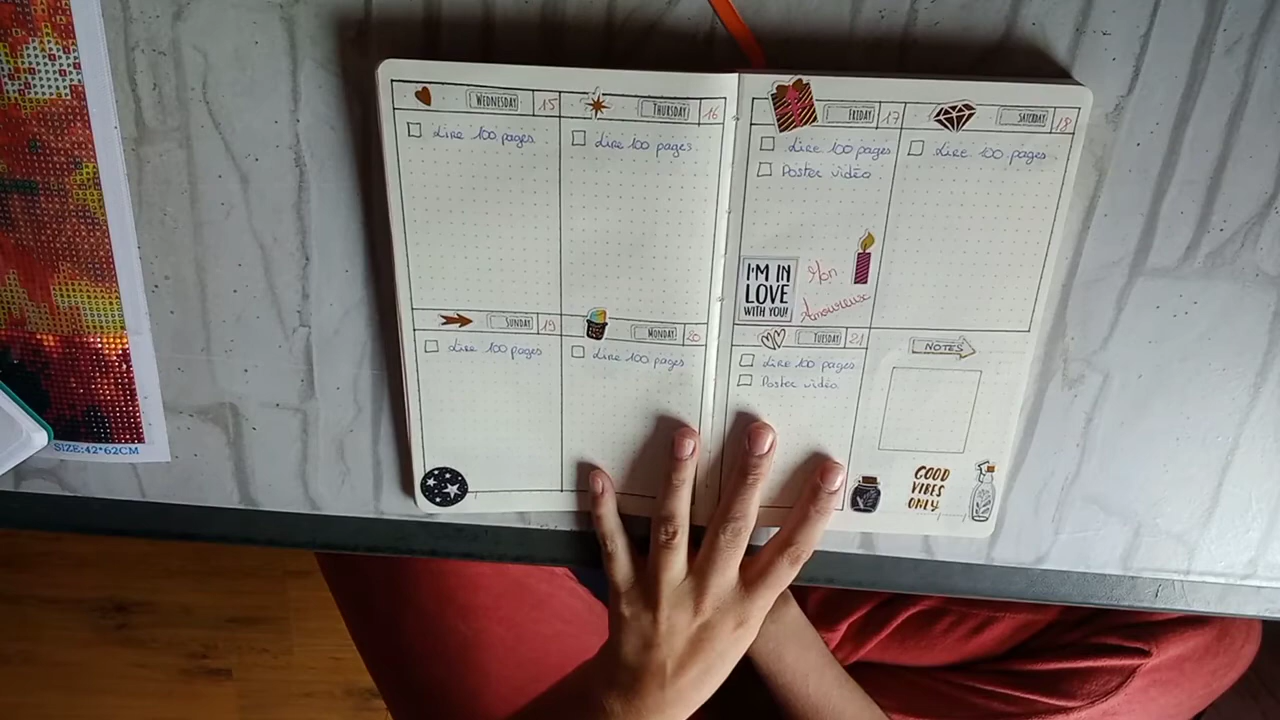 WEDNESDAY 15
Lire 100 pages
THURSDAY 16
Lire 100 pages
FRIDAY 17
Lire 100 pages
Poster vidéo
I'M IN
LOVE
WITH YOU!
Mon
Amoureux
SATURDAY 18
Lire 100 pages
SUNDAY 19
Lire 100 pages
MONDAY 20
Lire 100 pages
TUESDAY 21
Lire 100 pages
Poster vidéo
NOTES
GOOD
VIBES
ONLY
SIZE:42*62CM